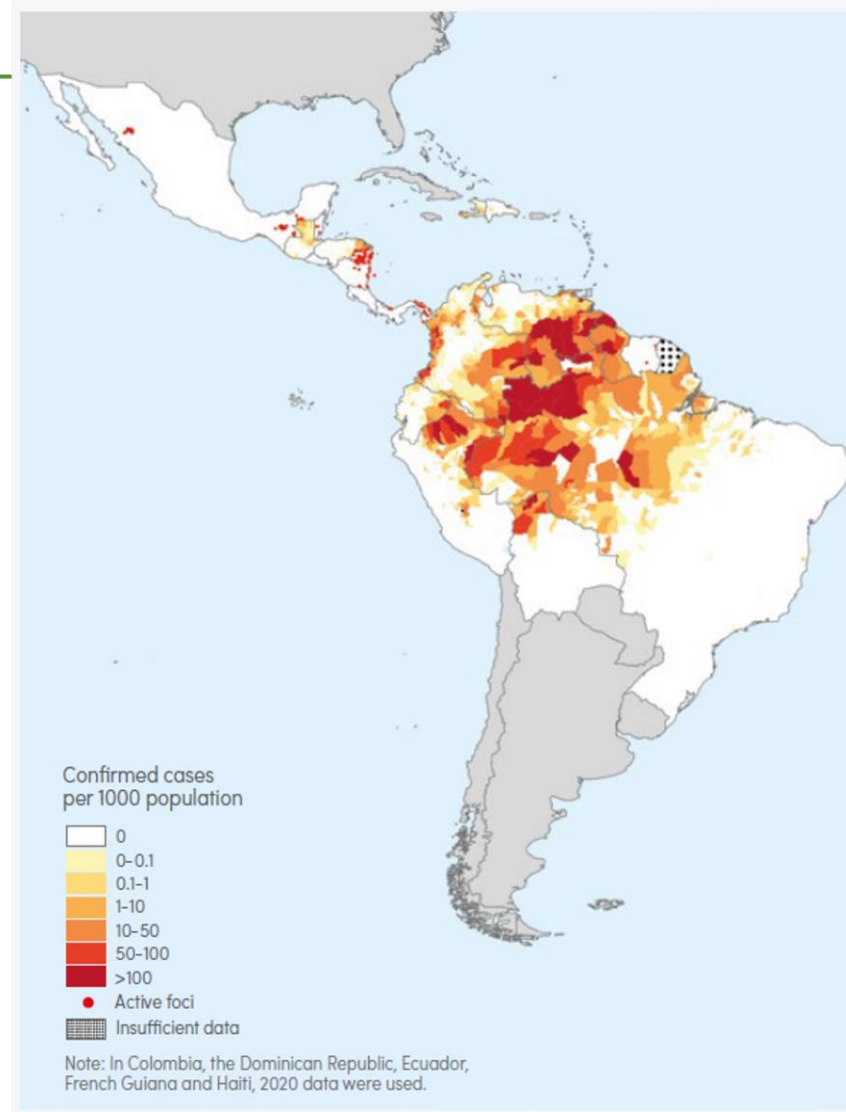 Confirmed cases
per 1000 population
0
0-0.1
0.1-1
1-10
10-50
50-100
>100
Active foci
Insufficient data
Note: In Colombia, the Dominican Republic, Ecuador,
French Guiana and Haiti, 2020 data were used.